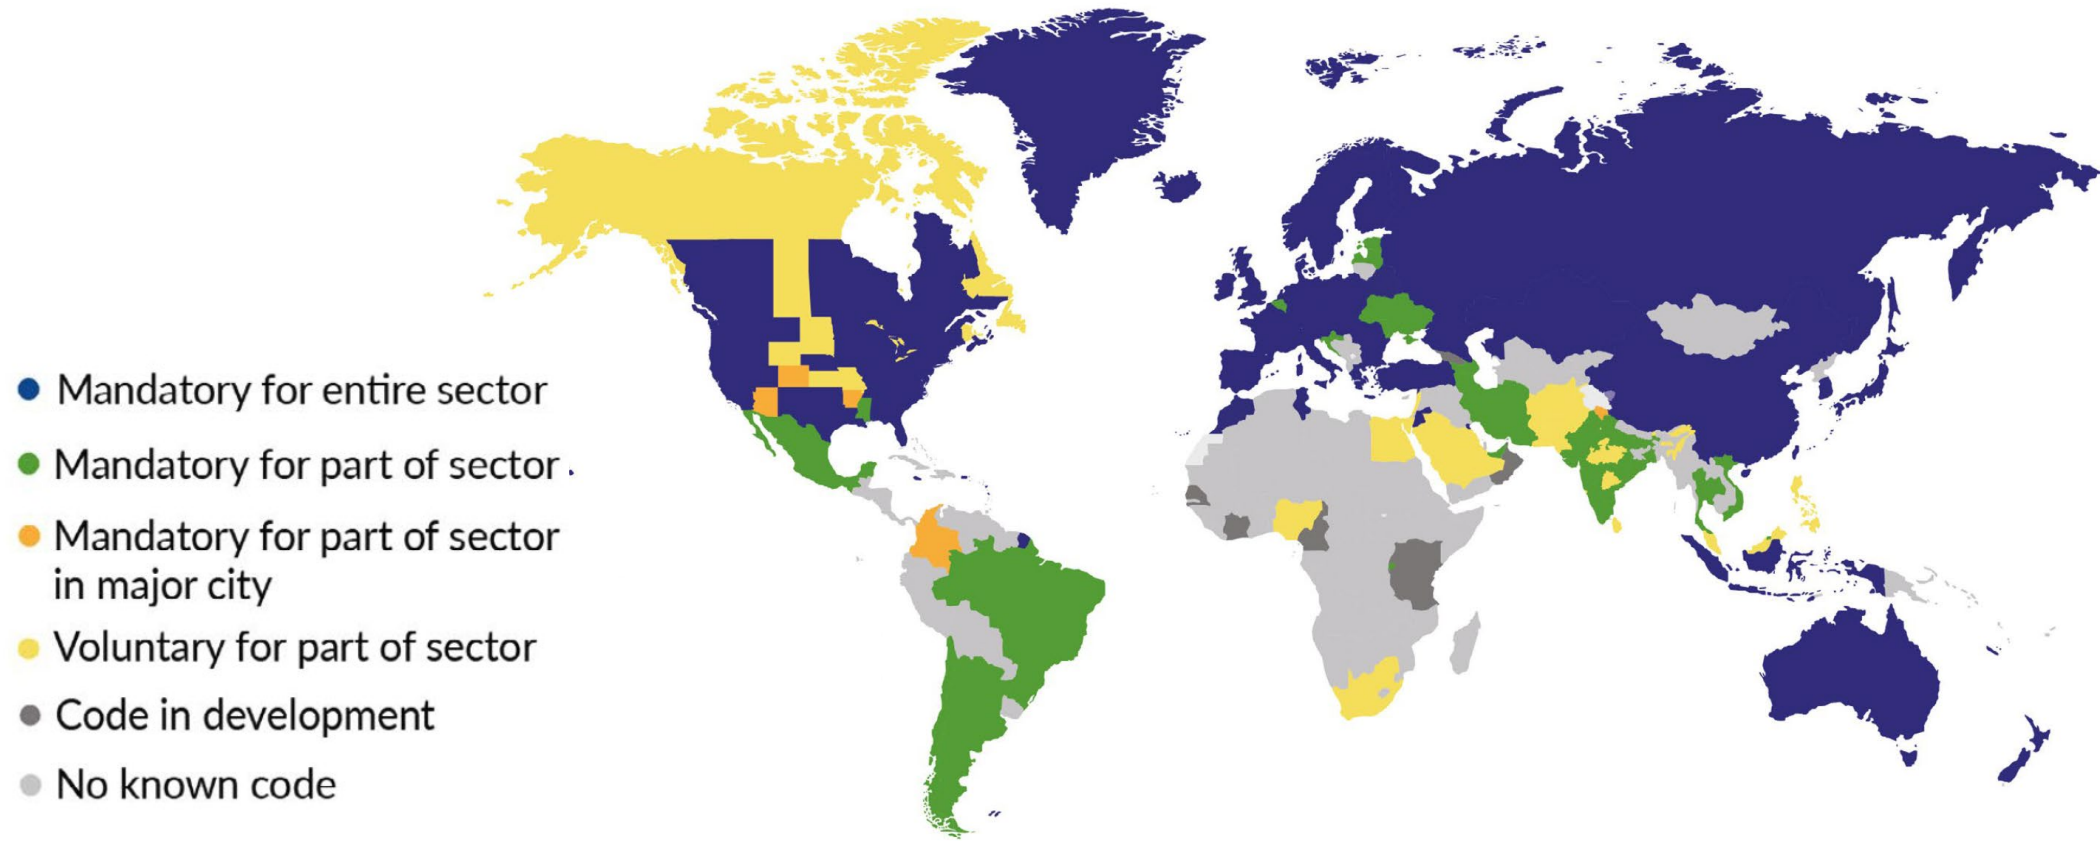 Mandatory for entire sector
Mandatory for part of sector
Mandatory for part of sector
in major city
Voluntary for part of sector
Code in development
No known code